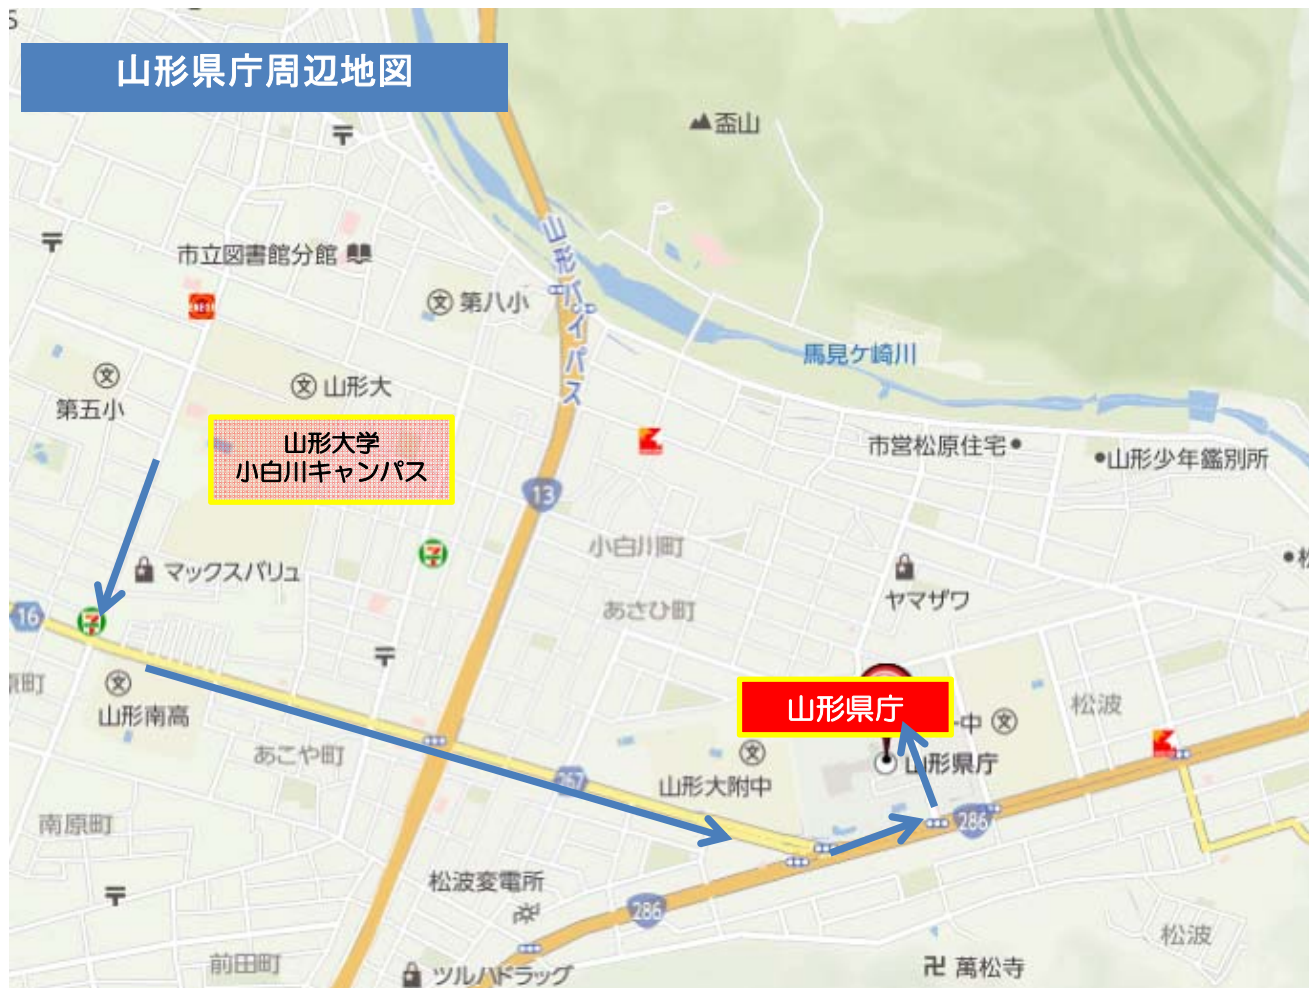 山形県庁周辺地図
盃山
市立図書館分館
山形バイパス
第八小
馬見ケ崎川
第五小
山形大
山形大学
小白川キャンパス
市営松原住宅
山形少年鑑別所
13
小白川町
マックスバリュ
ヤマザワ
あさひ町
16
山形南高
山形県庁
松波
あこや町
267
山形大附中
山形県庁
南原町
286
松波変電所
286
松波
前田町
ツルハドラッグ
萬松寺